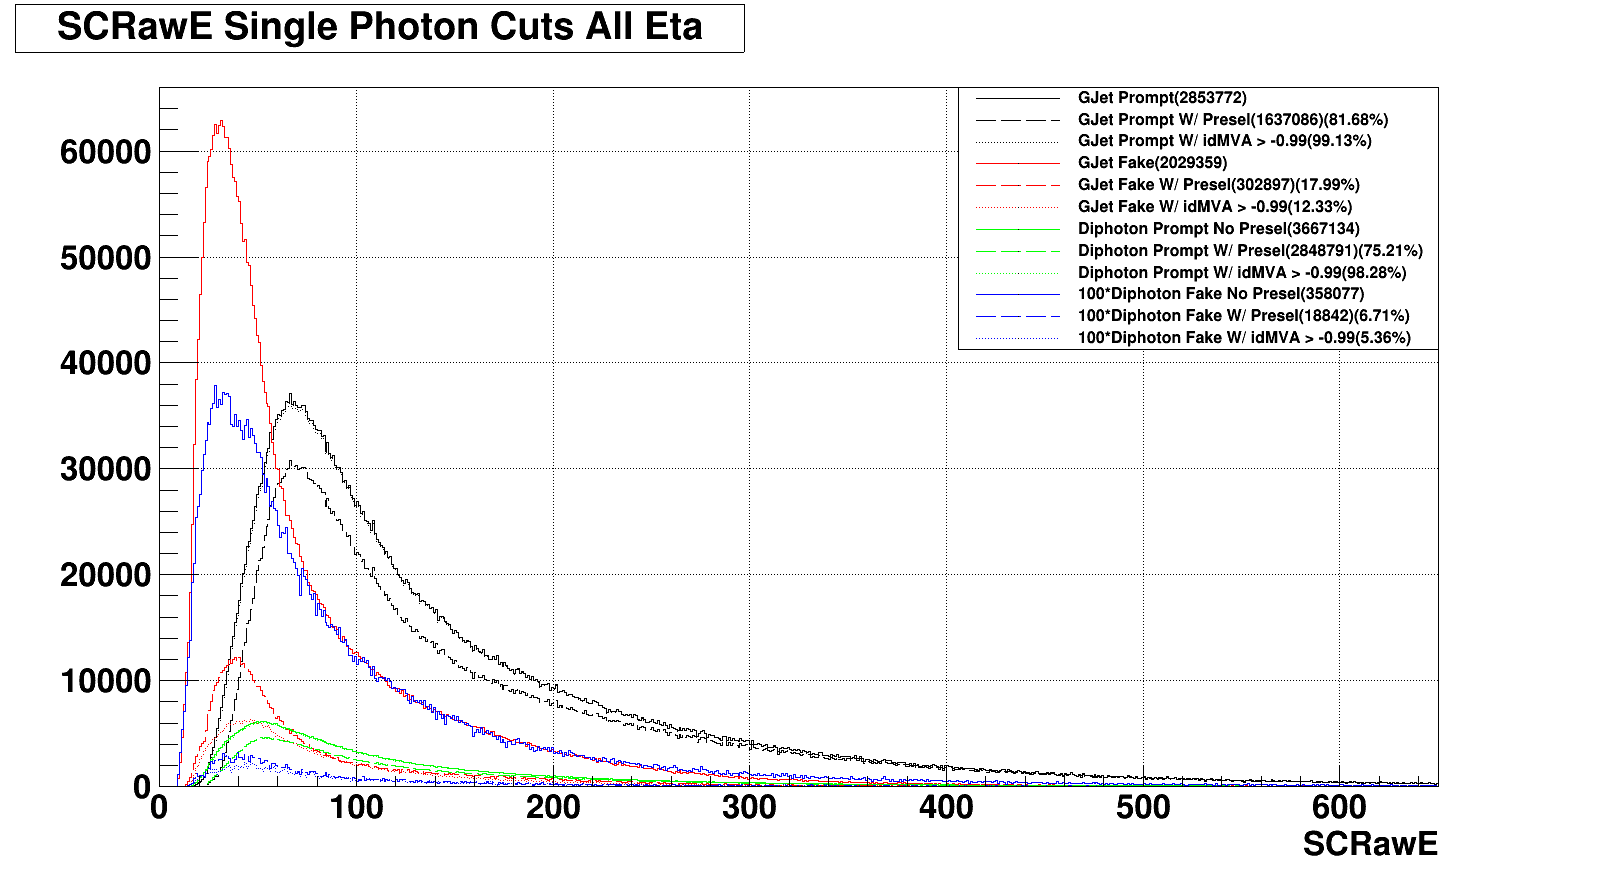 SCRawE Single Photon Cuts All Eta
GJet Prompt(2853772)
GJet Prompt W/ Presel(1637086)(81.68%)
GJet Prompt W/ idMVA > -0.99(99.13%)
GJet Fake(2029359)
GJet Fake W/ Presel(302897)(17.99%)
GJet Fake W/ idMVA > -0.99(12.33%)
Diphoton Prompt No Presel(3667134)
Diphoton Prompt W/ Presel(2848791)(75.21%)
Diphoton Prompt W/ idMVA > -0.99(98.28%)
100*Diphoton Fake No Presel(358077)
100*Diphoton Fake W/ Presel(18842)(6.71%)
100*Diphoton Fake W/ idMVA > -0.99(5.36%)
60000
50000
40000
30000
20000
10000
0
0 100 200 300 400 500 600
SCRawE